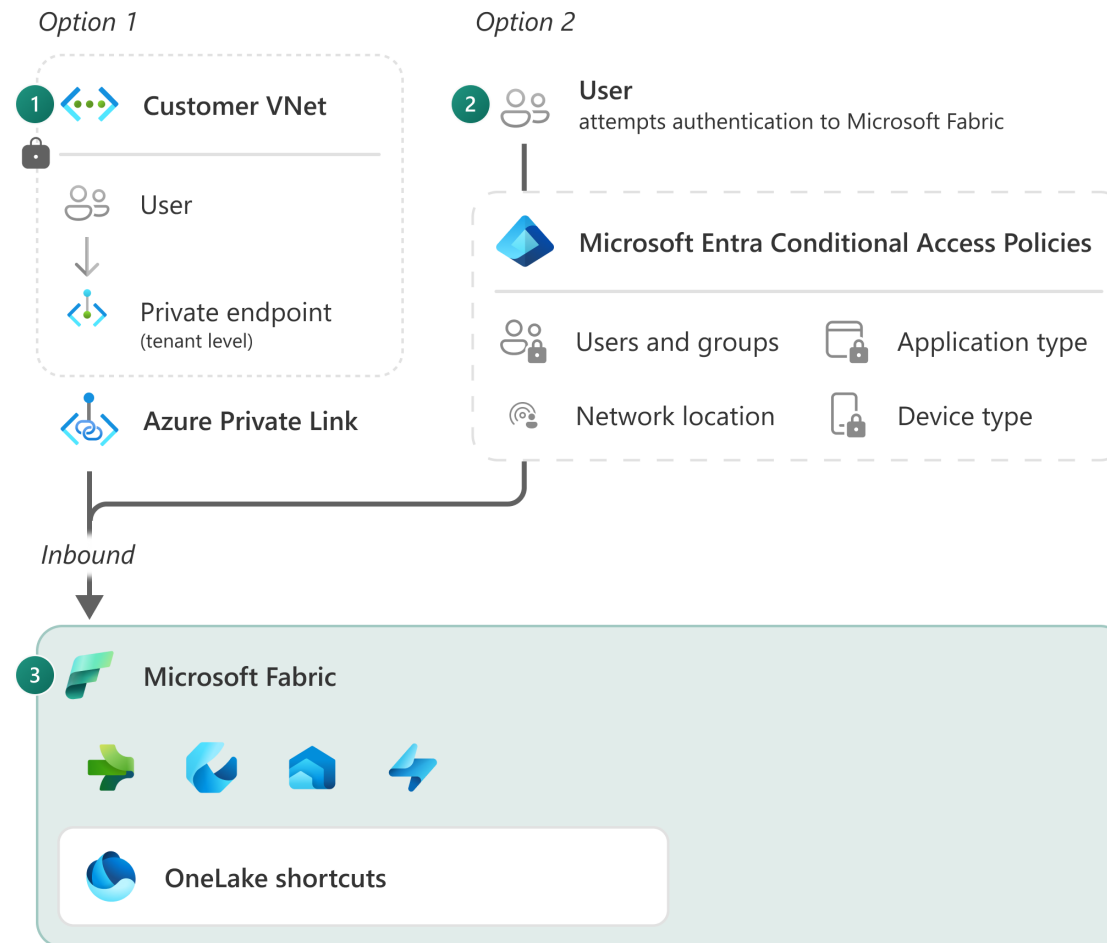 Option 1
1
Customer VNet
User
Private endpoint
(tenant level)
Azure Private Link
Option 2
2
User
attempts authentication to Microsoft Fabric
Microsoft Entra Conditional Access Policies
Users and groups
Application type
Network location
Device type
Inbound
3
Microsoft Fabric
OneLake shortcuts